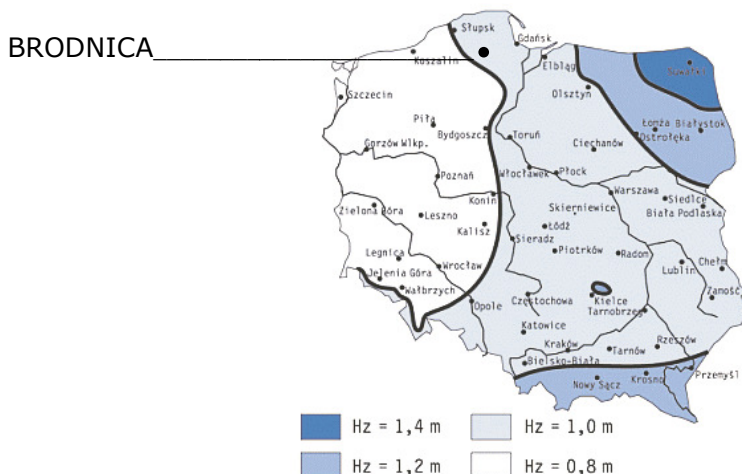 Słupsk
Gdańsk
BRODNICA______________________
Koszalin
Elbląg
Suwałki
Olsztyn
Szczecin
Piła
Bydgoszcz
Toruń
Łomża
Białystok
Ostrołęka
Ciechanów
Gorzów Wlkp.
Poznań
Włocławek
Płock
Konin
Warszawa
Siedlce
Biała Podlaska
Zielona Góra
Leszno
Skierniewice
Kalisz
Łódź
Sieradz
Piotrków
Radom
Legnica
Wrocław
Lublin
Chełm
Jelenia Góra
Wałbrzych
Opole
Częstochowa
Kielce
Zamość
Tarnobrzeg
Katowice
Kraków
Tarnów
Rzeszów
Bielsko-Biała
Przemyśl
Nowy Sącz
Krosno
Hz = 1,4 m
Hz = 1,0 m
Hz = 1,2 m
Hz = 0,8 m